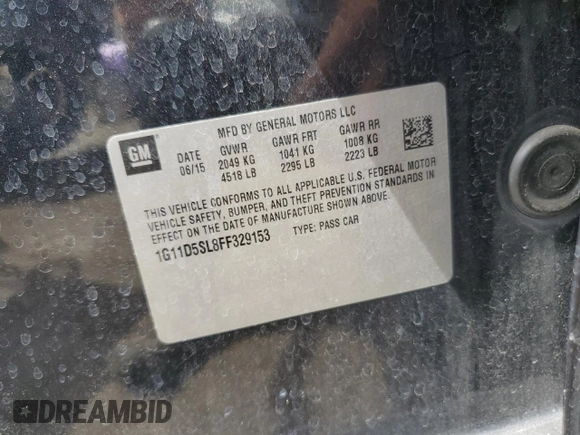 GM
MFD BY GENERAL MOTORS LLC
DATE GVWR GAWR FRT GAWR RR
06/15 2049 KG 1041 KG 1008 KG
4518 LB 2295 LB 2223 LB
THIS VEHICLE CONFORMS TO ALL APPLICABLE U.S. FEDERAL MOTOR
VEHICLE SAFETY, BUMPER, AND THEFT PREVENTION STANDARDS IN
EFFECT ON THE DATE OF MANUFACTURE SHOWN ABOVE.
1G11D5SL8FF329153 TYPE: PASS CAR
DREAMBID